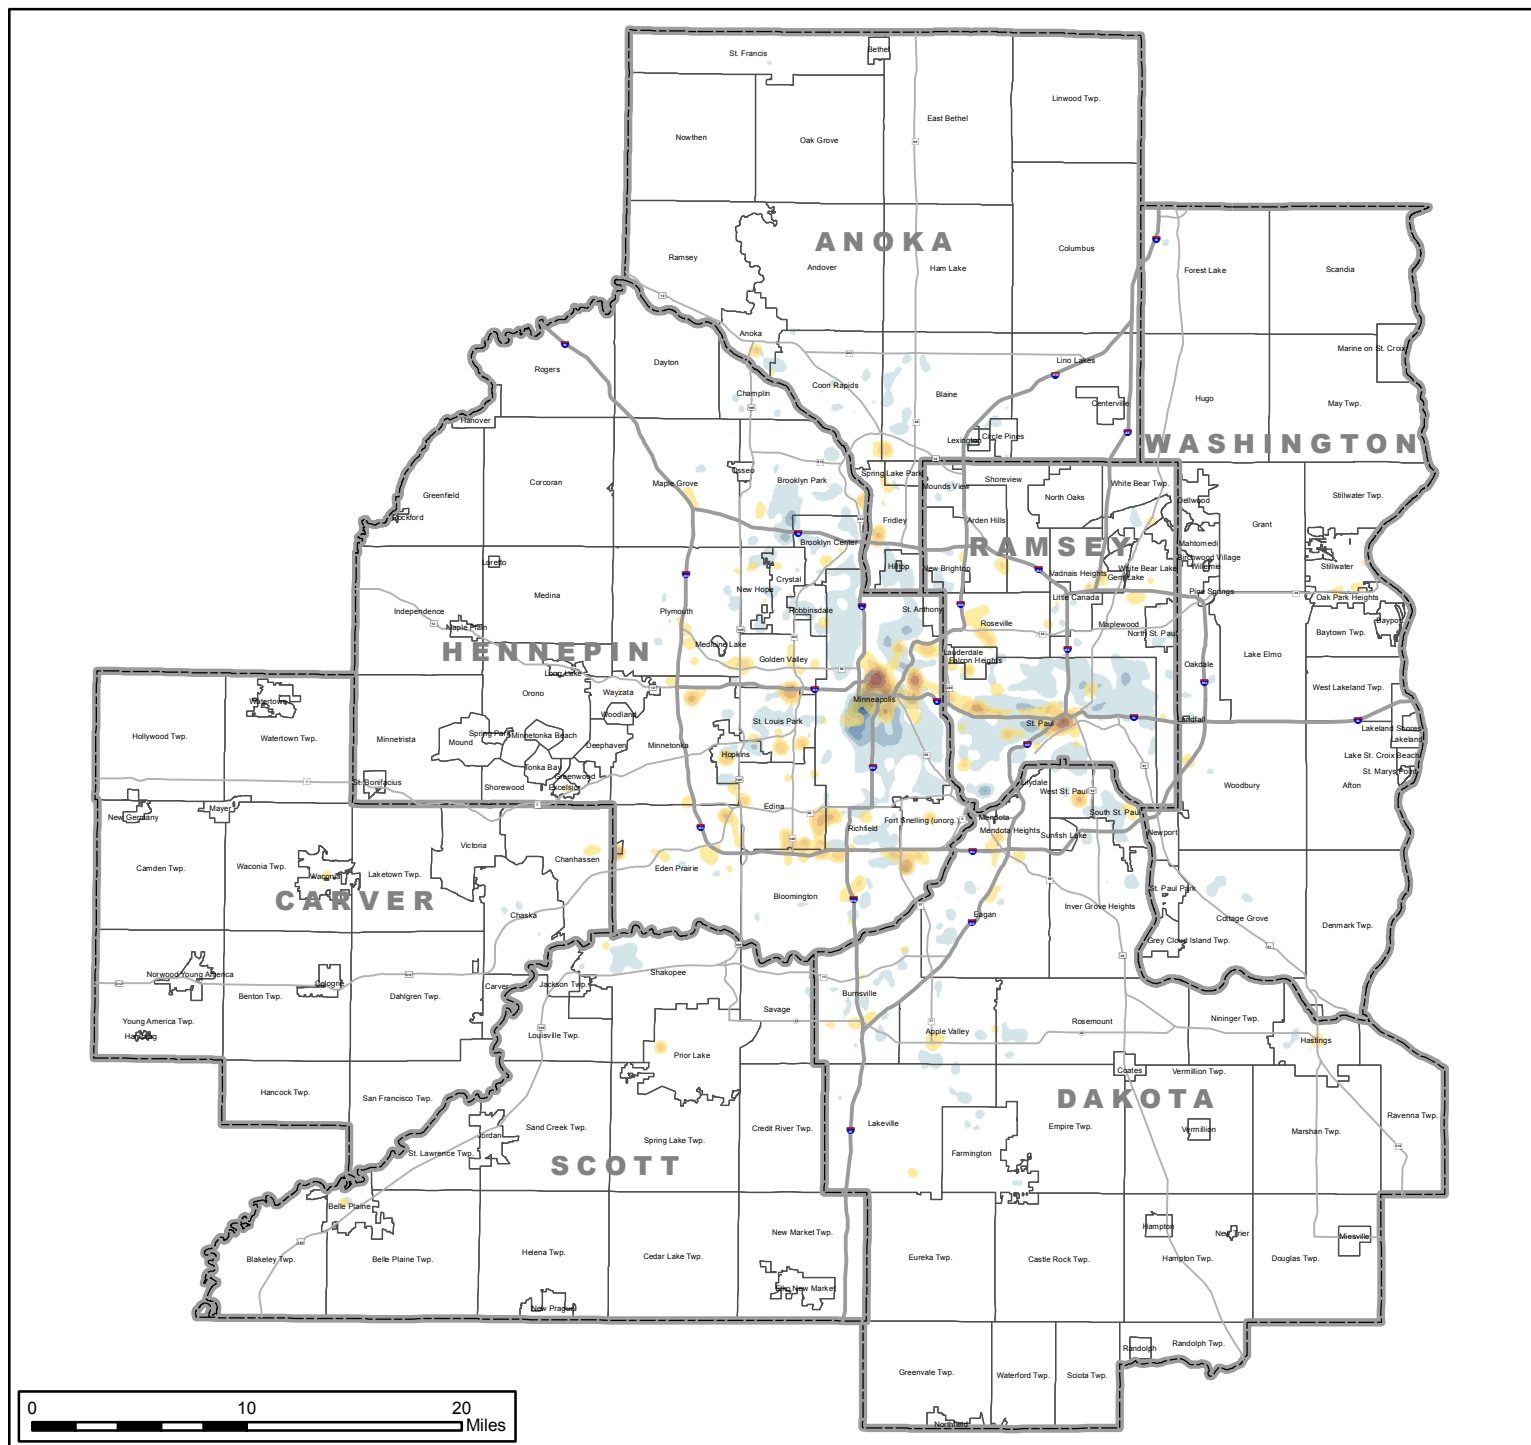 St. Francis
Bethel
Linwood Twp.
East Bethel
Nowthen
Oak Grove
ANOKA
Columbus
Ramsey
Andover
Ham Lake
Forest Lake
Scandia
Anoka
Marine on St. Croix
Rogers
Dayton
Lino Lakes
Coon Rapids
Champlin
Blaine
Centerville
Hugo
May Twp.
Hanover
Lexington
Circle Pines
WASHINGTON
Osseo
Spring Lake Park
Shoreview
Brooklyn Park
Corcoran
Maple Grove
Mounds View
White Bear Twp.
North Oaks
Greenfield
Dellwood
Stillwater Twp.
Rockford
Fridley
Arden Hills
Grant
Brooklyn Center
RAMSEY
Mahtomedi
Birchwood Village
Loretto
Hilltop
New Brighton
White Bear Lake
Willernie
Stillwater
Vadnais Heights
Gem Lake
Crystal
New Hope
Medina
Pine Springs
Little Canada
Oak Park Heights
Independence
Plymouth
Robbinsdale
St. Anthony
Roseville
Maplewood
Bayport
Maple Plain
North St. Paul
Baytown Twp.
Medicine Lake
HENNEPIN
Lauderdale
Falcon Heights
Golden Valley
Lake Elmo
Oakdale
Long Lake
Orono
Wayzata
Minneapolis
West Lakeland Twp.
Watertown
Woodland
St. Louis Park
St. Paul
Landfall
Lakeland Shores
Hollywood Twp.
Watertown Twp.
Minnetrista
Mound
Spring Park
Minnetonka Beach
Deephaven
Minnetonka
Lakeland
Hopkins
Lake St. Croix Beach
Tonka Bay
Greenwood
St. Marys Point
St. Bonifacius
Shorewood
Excelsior
Lilydale
West St. Paul
Woodbury
Afton
Mayer
New Germany
Edina
Richfield
Fort Snelling (unorg.)
Mendota
South St. Paul
Mendota Heights
Sunfish Lake
Newport
Victoria
Chanhassen
Camden Twp.
Waconia Twp.
Waconia
Laketown Twp.
Eden Prairie
CARVER
Bloomington
St. Paul Park
Chaska
Inver Grove Heights
Eagan
Cottage Grove
Denmark Twp.
Grey Cloud Island Twp.
Norwood Young America
Cologne
Shakopee
Jackson Twp.
Carver
Benton Twp.
Dahlgren Twp.
Burnsville
Savage
Young America Twp.
Nininger Twp.
Rosemount
Apple Valley
Louisville Twp.
Hamburg
Hastings
Prior Lake
Coates
Vermillion Twp.
Hancock Twp.
San Francisco Twp.
DAKOTA
Ravenna Twp.
Sand Creek Twp.
Credit River Twp.
Lakeville
Empire Twp.
Vermillion
Marshan Twp.
Jordan
Spring Lake Twp.
St. Lawrence Twp.
Farmington
SCOTT
Belle Plaine
Hampton
New Trier
Miesville
New Market Twp.
Blakeley Twp.
Belle Plaine Twp.
Helena Twp.
Cedar Lake Twp.
Eureka Twp.
Castle Rock Twp.
Hampton Twp.
Douglas Twp.
Elko New Market
New Prague
Randolph Twp.
Randolph
Greenvale Twp.
Waterford Twp.
Sciota Twp.
0 10 20
Miles
Northfield